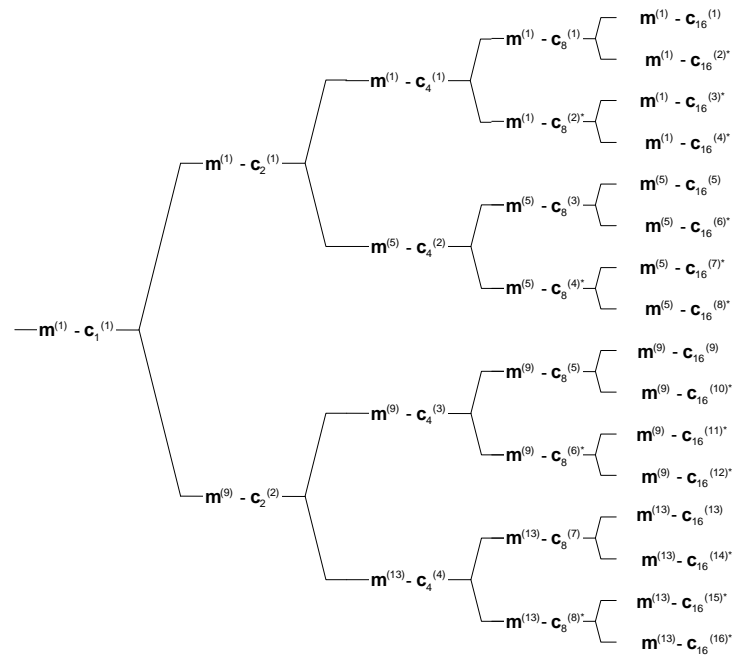 m(1) - c16(1)
m(1) - c8(1)
m(1) - c16(2)*
m(1) - c4(1)
m(1) - c16(3)*
m(1) - c8(2)*
m(1) - c16(4)*
m(1) - c2(1)
m(5) - c16(5)
m(5) - c8(3)
m(5) - c16(6)*
m(5) - c4(2)
m(5) - c16(7)*
m(5) - c8(4)*
m(5) - c16(8)*
m(1) - c1(1)
m(9) - c16(9)
m(9) - c8(5)
m(9) - c16(10)*
m(9) - c4(3)
m(9) - c16(11)*
m(9) - c8(6)*
m(9) - c16(12)*
m(9) - c2(2)
m(13) - c16(13)
m(13) - c8(7)
m(13) - c16(14)*
m(13) - c4(4)
m(13) - c16(15)*
m(13) - c8(8)*
m(13) - c16(16)*